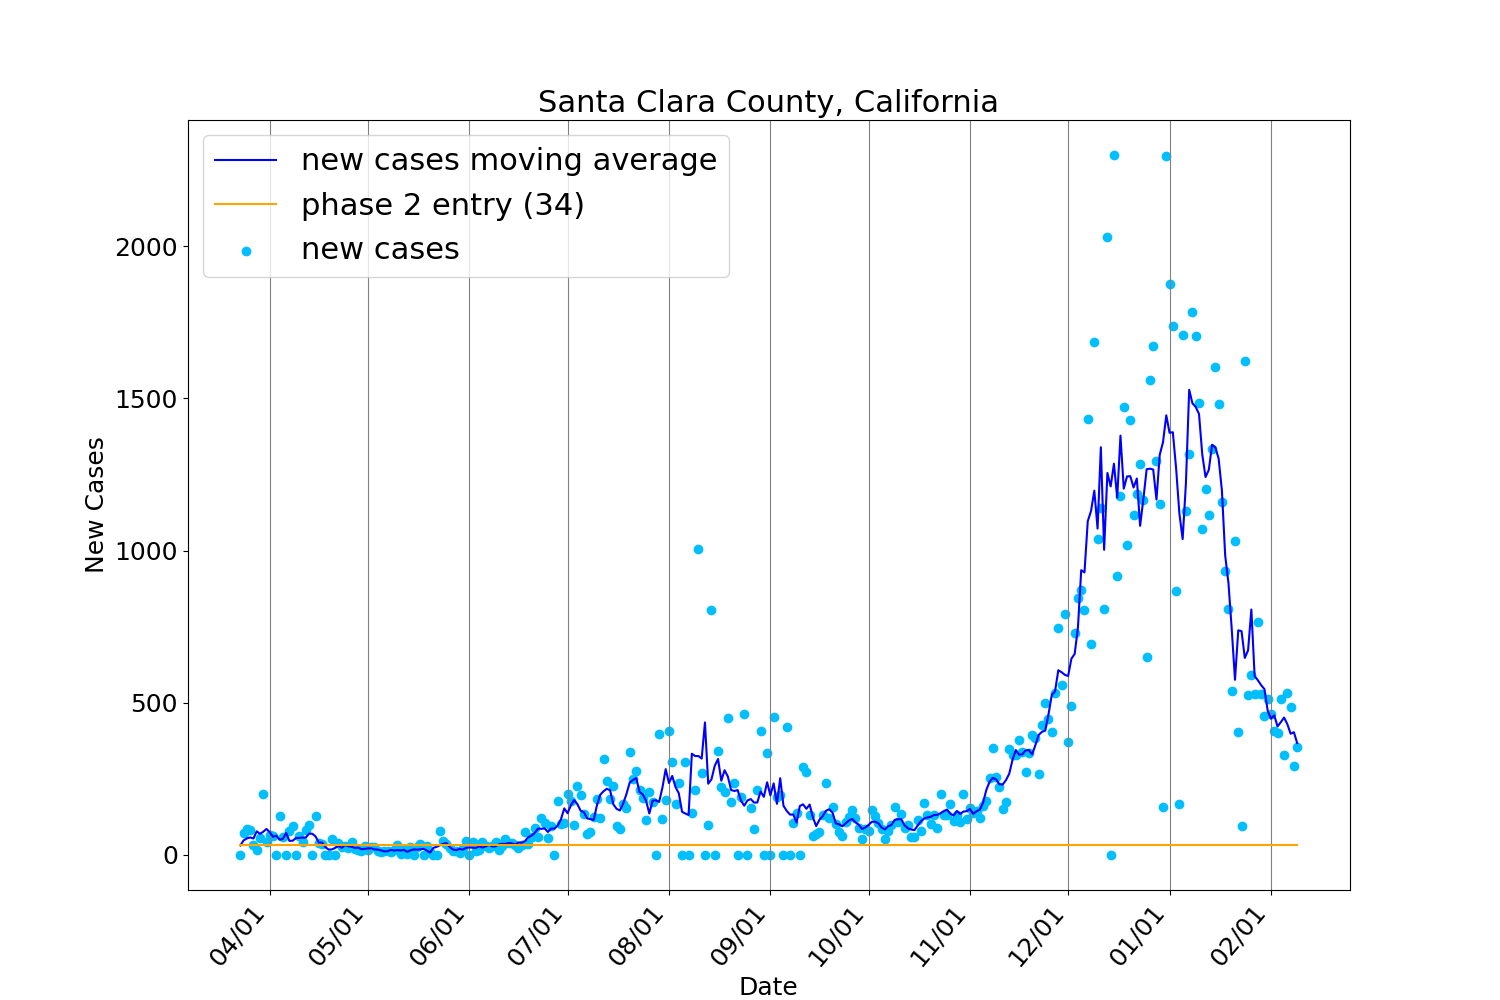 Santa Clara County, California
new cases moving average
phase 2 entry (34)
new cases
New Cases
2000
1500
1000
500
0
04/01
05/01
06/01
07/01
08/01
09/01
10/01
11/01
12/01
01/01
02/01
Date